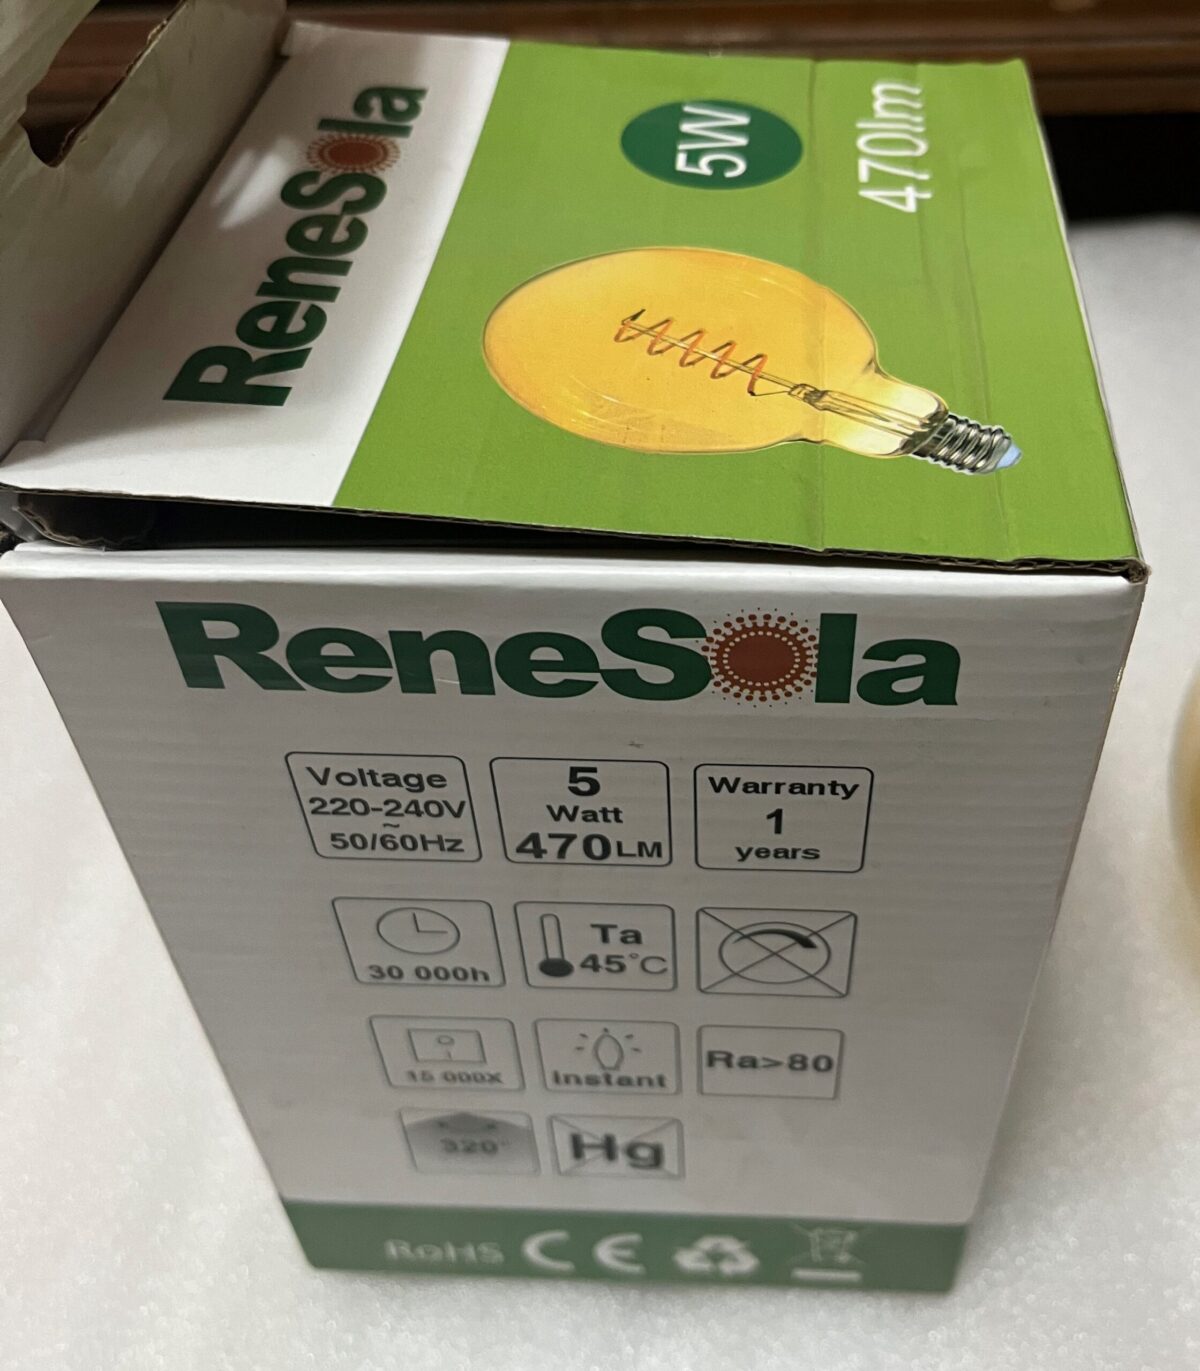 ReneSola
5W
470lm
ReneSola
Voltage
220-240V
~
50/60Hz
5
Watt
470LM
Warranty
1
years
30 000h
Ta
45°C
15 000X
Instant
Ra>80
320°
Hg
RoHS
CE